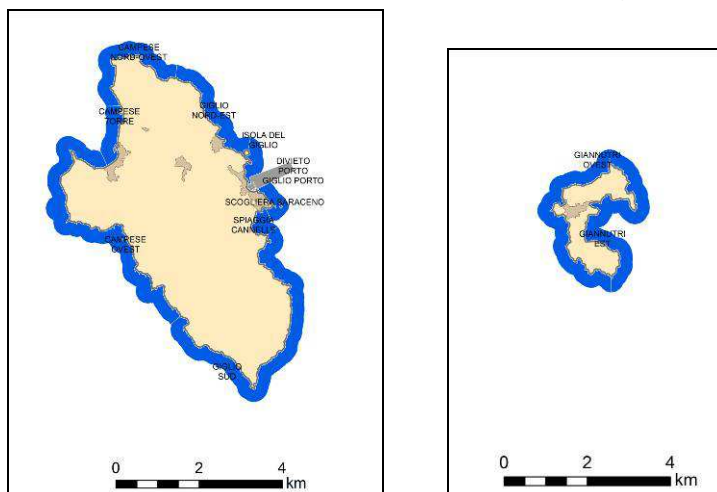 CAMPESE
NORD-OVEST
CAMPESE
TORRE
GIGLIO
NORD-EST
ISOLA DEL
GIGLIO
DIVIETO
PORTO
GIGLIO PORTO
SCOGLIERA SARACENO
SPIAGGIA
CANNELLE
CAMPESE
OVEST
GIGLIO
SUD
0 2 4
km
GIANNUTRI
OVEST
GIANNUTRI
EST
0 2 4
km